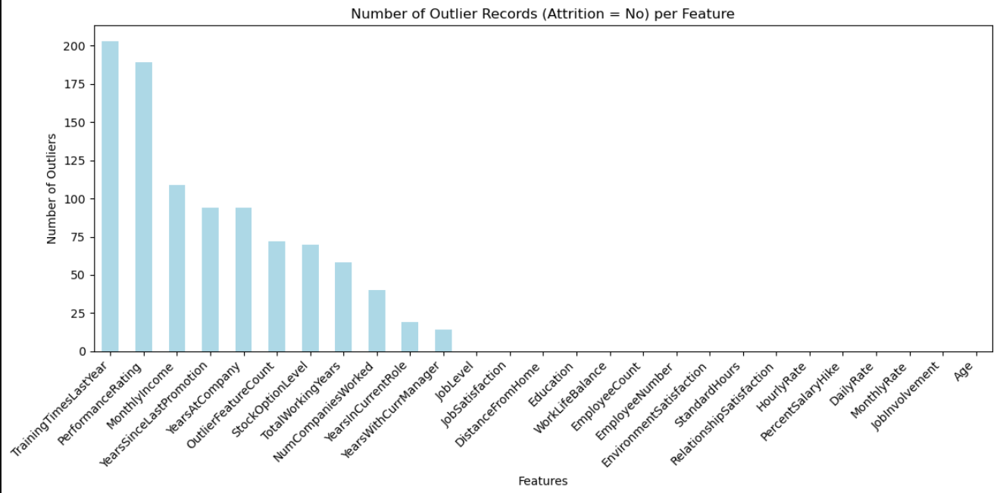 Number of Outlier Records (Attrition = No) per Feature
Number of Outliers
200
175
150
125
100
75
50
25
0
TrainingTimesLastYear
PerformanceRating
MonthlyIncome
YearsSinceLastPromotion
YearsAtCompany
OutlierFeatureCount
StockOptionLevel
TotalWorkingYears
NumCompaniesWorked
YearsInCurrentRole
YearsWithCurrManager
JobLevel
JobSatisfaction
DistanceFromHome
Education
WorkLifeBalance
EmployeeCount
EmployeeNumber
EnvironmentSatisfaction
StandardHours
RelationshipSatisfaction
HourlyRate
PercentSalaryHike
DailyRate
MonthlyRate
JobInvolvement
Age
Features